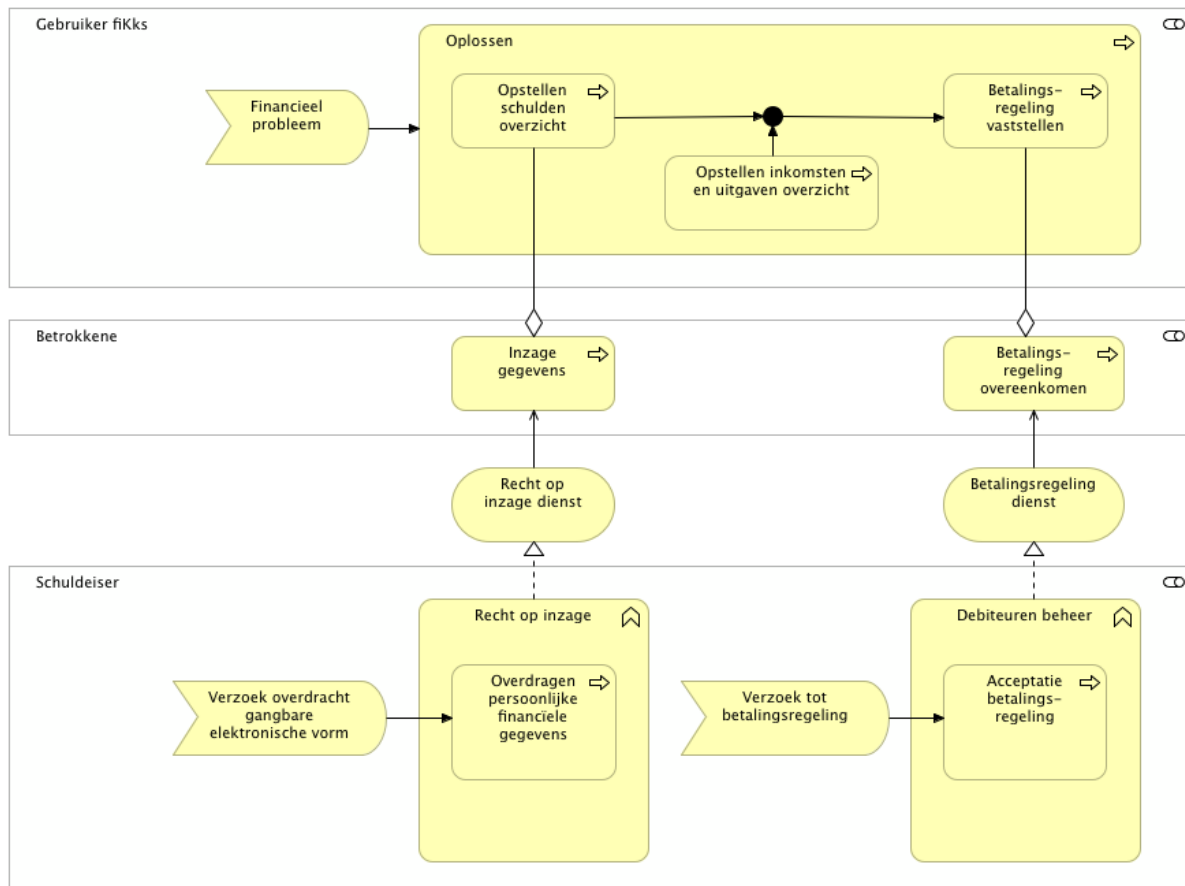 Gebruiker fiKks
Oplossen
Financieel
probleem
Opstellen
schulden
overzicht
Betalings-
regeling
vaststellen
Opstellen inkomsten
en uitgaven overzicht
Betrokkene
Inzage
gegevens
Betalings-
regeling
overeenkomen
Recht op
inzage dienst
Betalingsregeling
dienst
Schuldeiser
Recht op inzage
Debiteuren beheer
Verzoek overdracht
gangbare
elektronische vorm
Overdragen
persoonlijke
financïele
gegevens
Verzoek tot
betalingsregeling
Acceptatie
betalings-
regeling